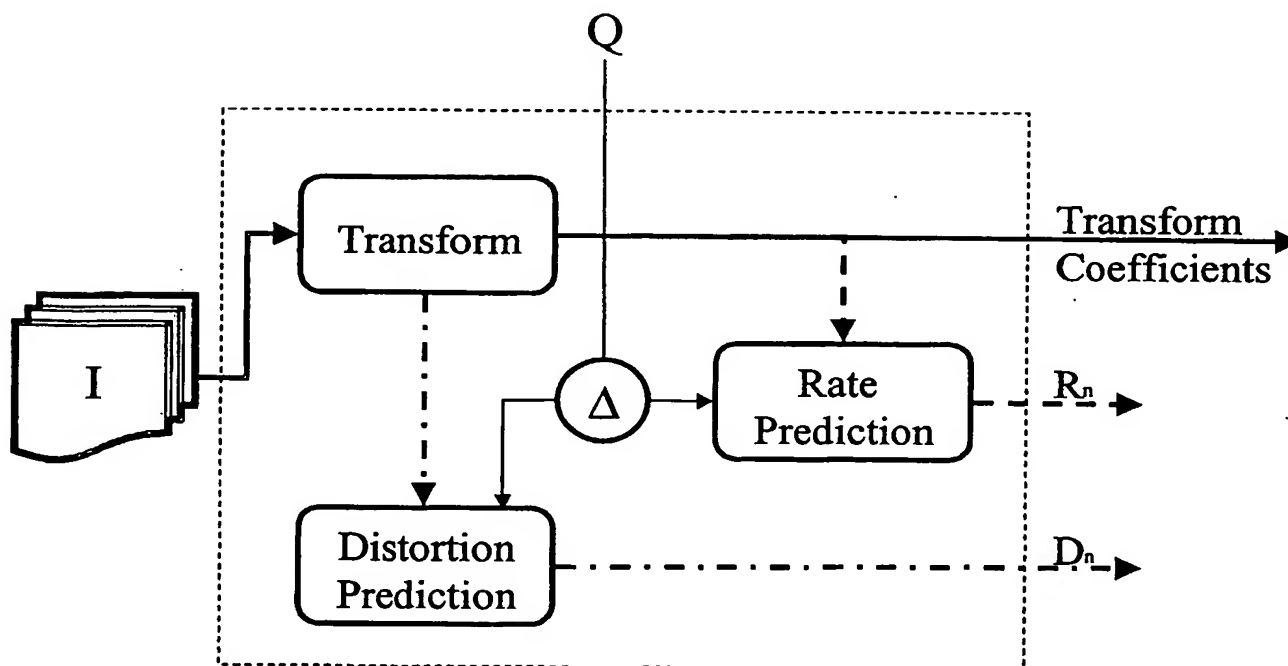 Q
Transform
Transform
Coefficients
I
Δ
Rate
Prediction
Rₙ
Distortion
Prediction
Dₙ